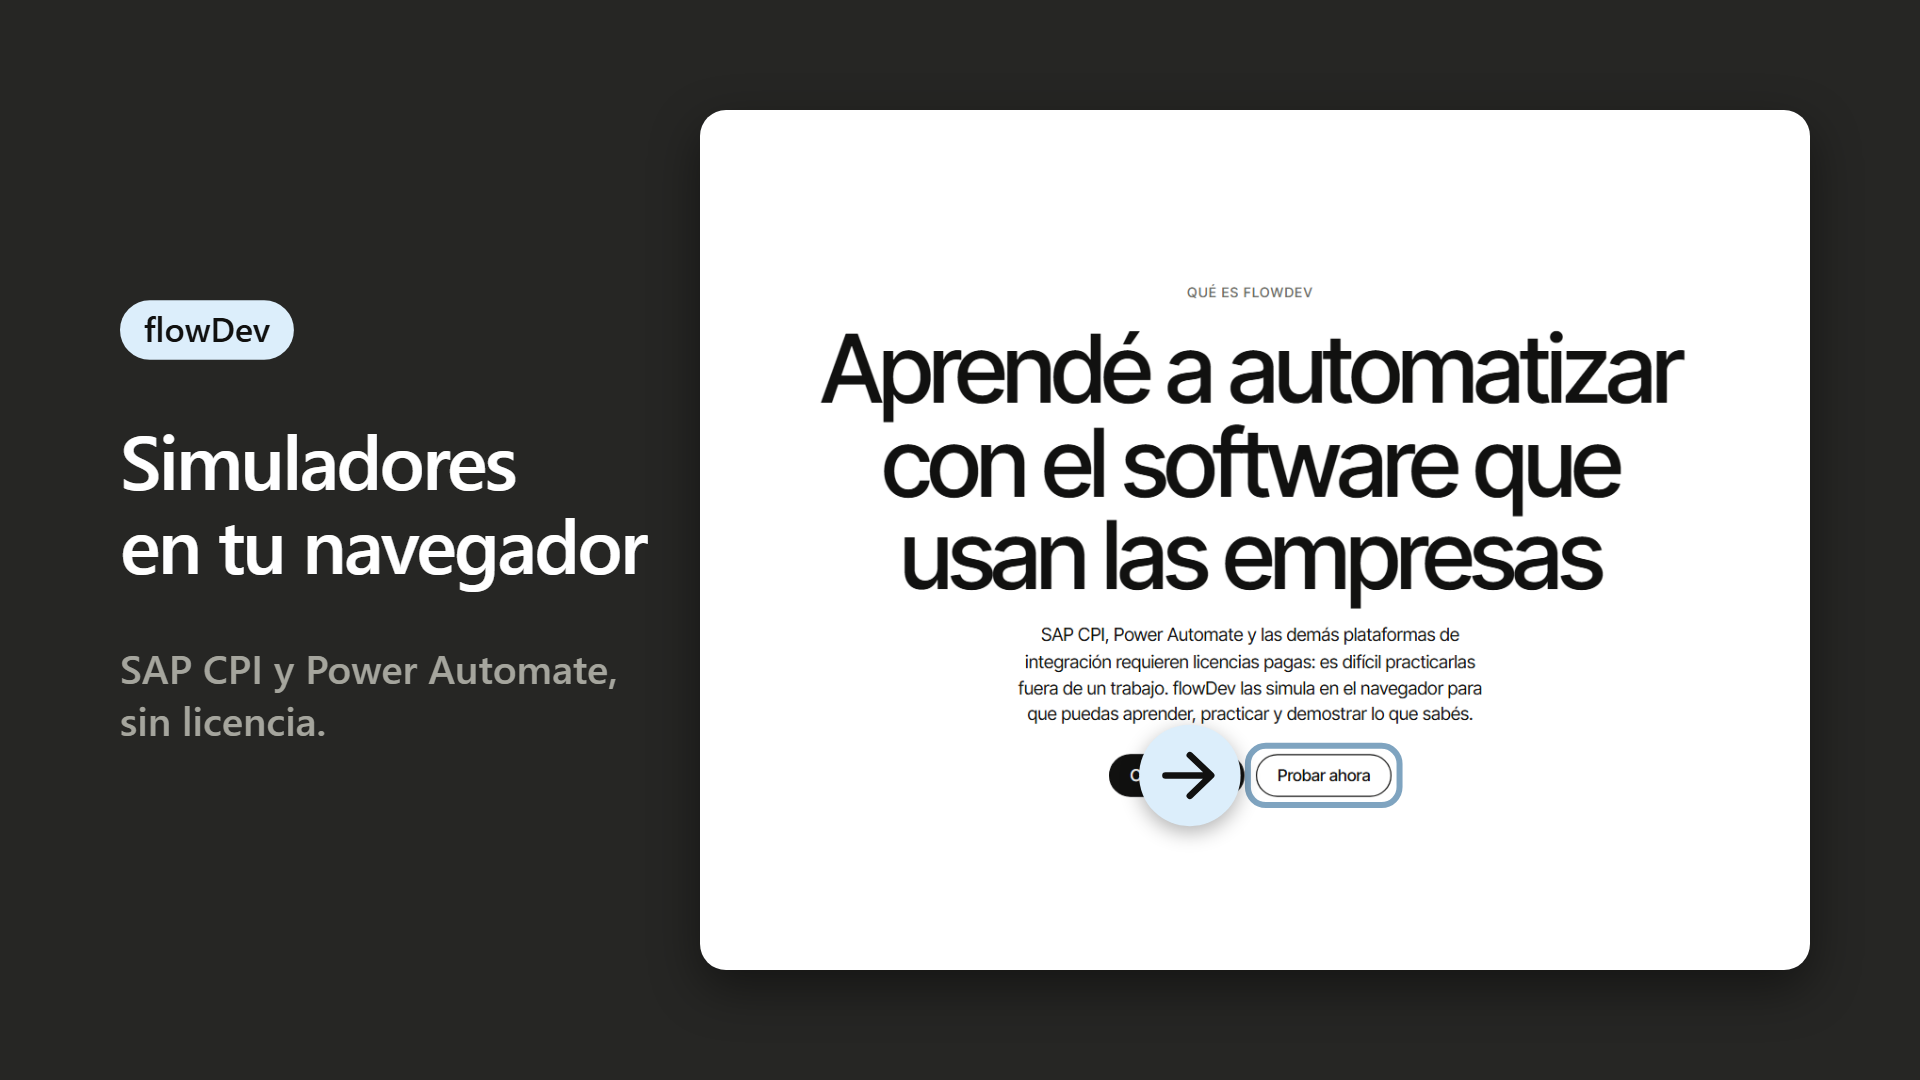 flowDev
Simuladores
en tu navegador
SAP CPI y Power Automate,
sin licencia.
QUÉ ES FLOWDEV
Aprendé a automatizar
con el software que
usan las empresas
SAP CPI, Power Automate y las demás plataformas de
integración requieren licencias pagas: es difícil practicarlas
fuera de un trabajo. flowDev las simula en el navegador para
que puedas aprender, practicar y demostrar lo que sabés.
Probar ahora